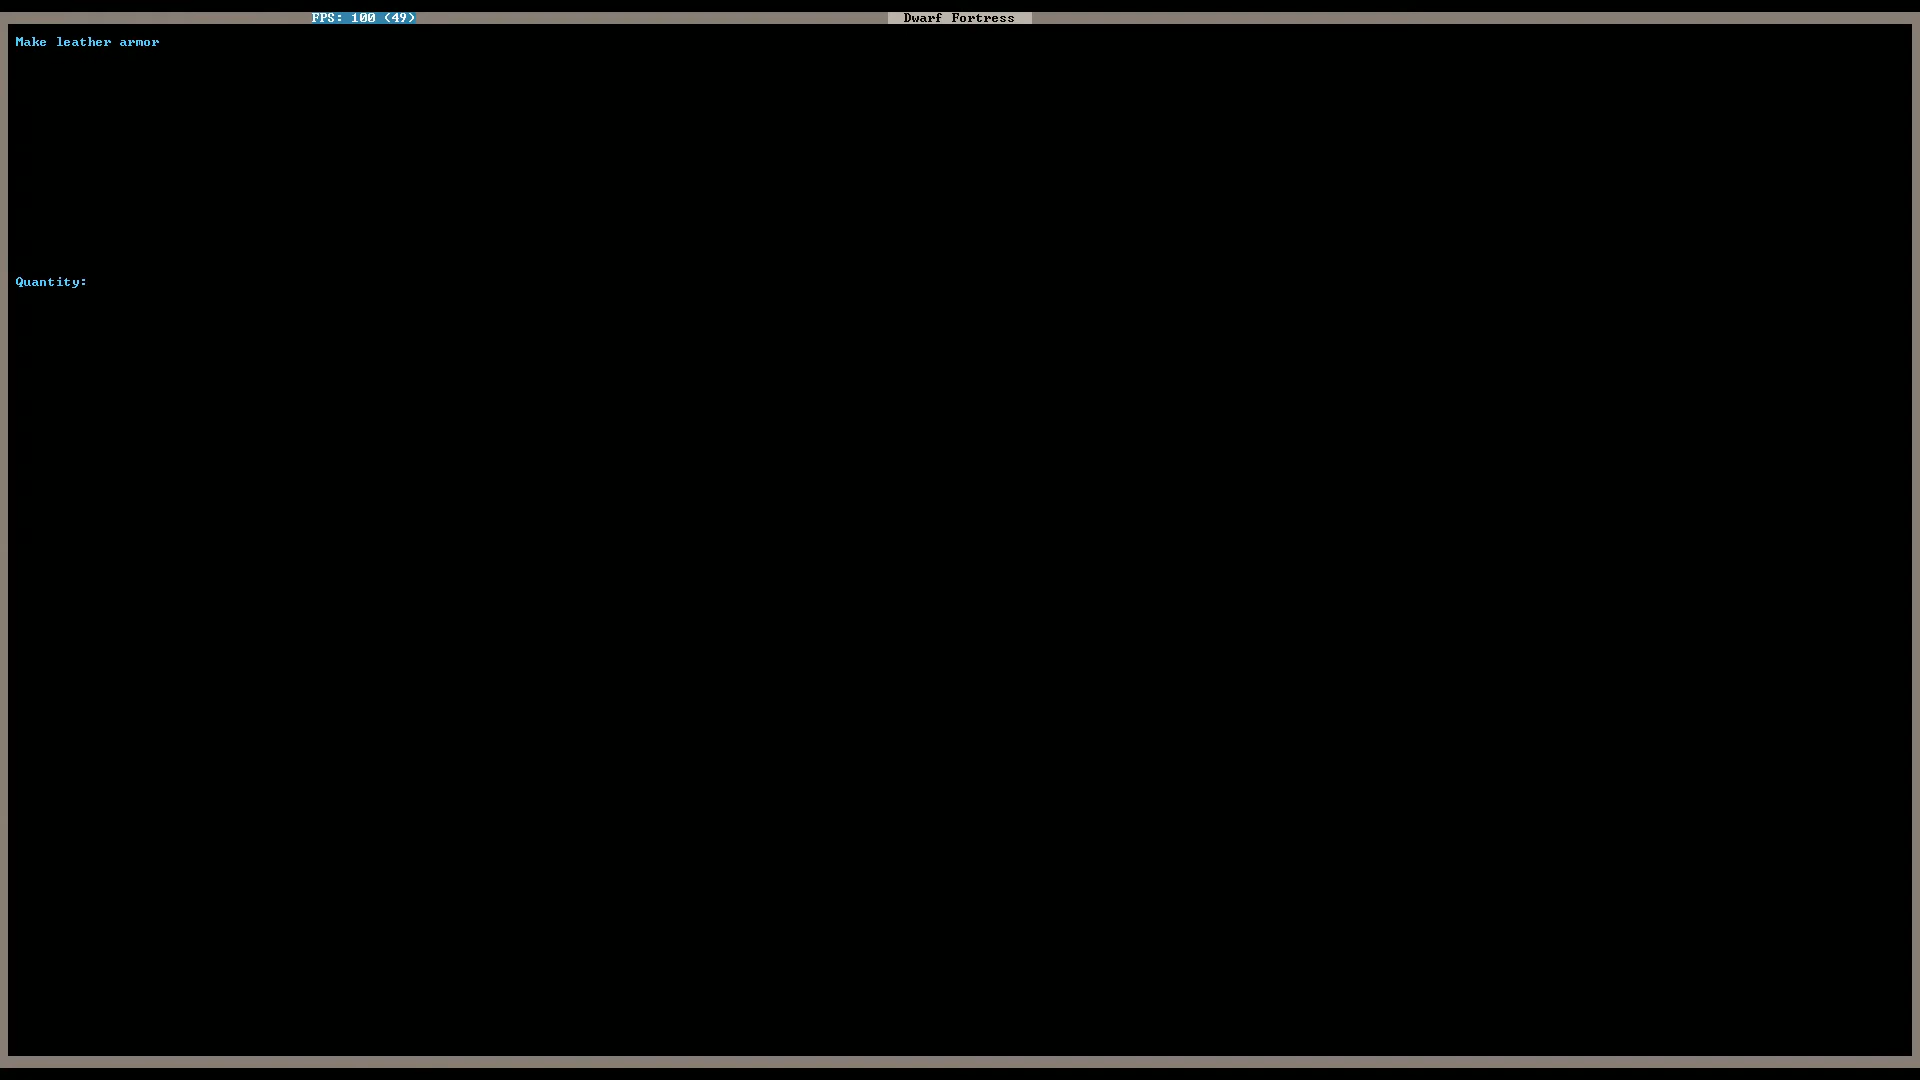 FPS: 100 (49)
Dwarf Fortress
Make leather armor
Quantity: